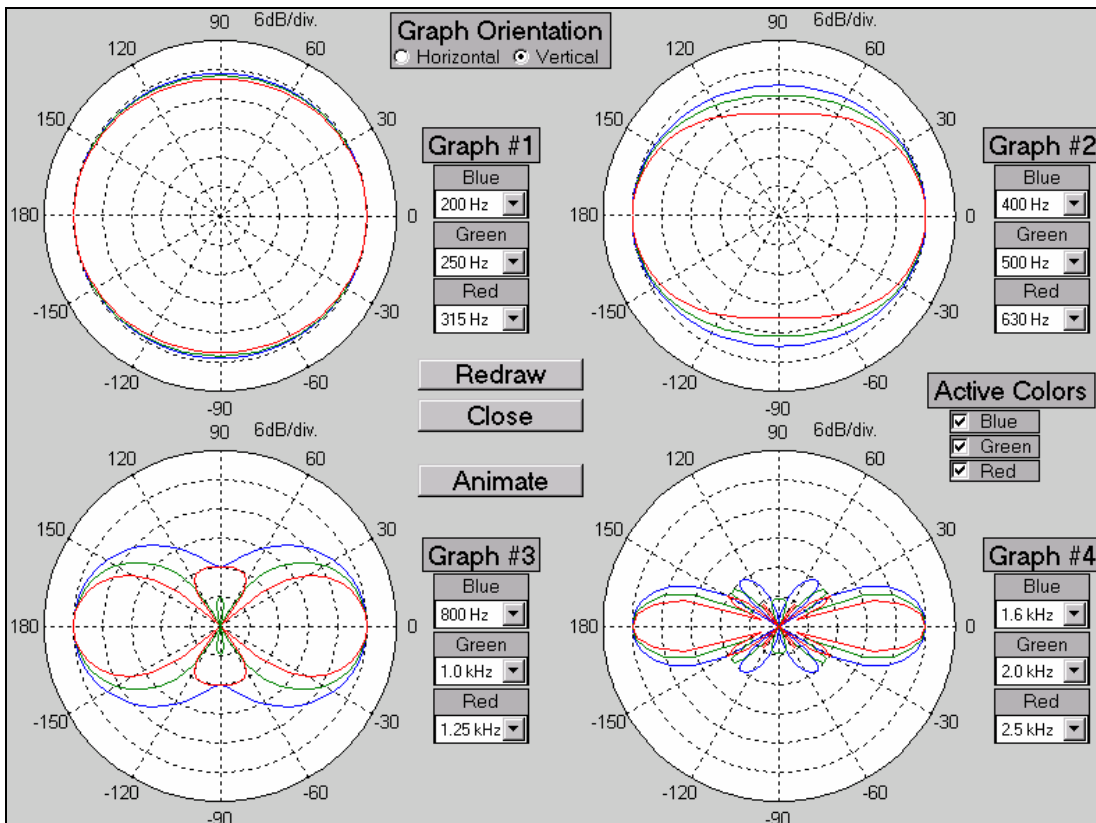 Graph Orientation
Horizontal Vertical
90 6dB/div.
120 60
150 30
180 0
-150 -30
-120 -60
-90
Graph #1
Blue
200 Hz
Green
250 Hz
Red
315 Hz
90 6dB/div.
120 60
150 30
180 0
-150 -30
-120 -60
-90
Graph #2
Blue
400 Hz
Green
500 Hz
Red
630 Hz
Redraw
Close
Animate
Active Colors
Blue
Green
Red
90 6dB/div.
120 60
150 30
180 0
-150 -30
-120 -60
-90
Graph #3
Blue
800 Hz
Green
1.0 kHz
Red
1.25 kHz
90 6dB/div.
120 60
150 30
180 0
-150 -30
-120 -60
-90
Graph #4
Blue
1.6 kHz
Green
2.0 kHz
Red
2.5 kHz